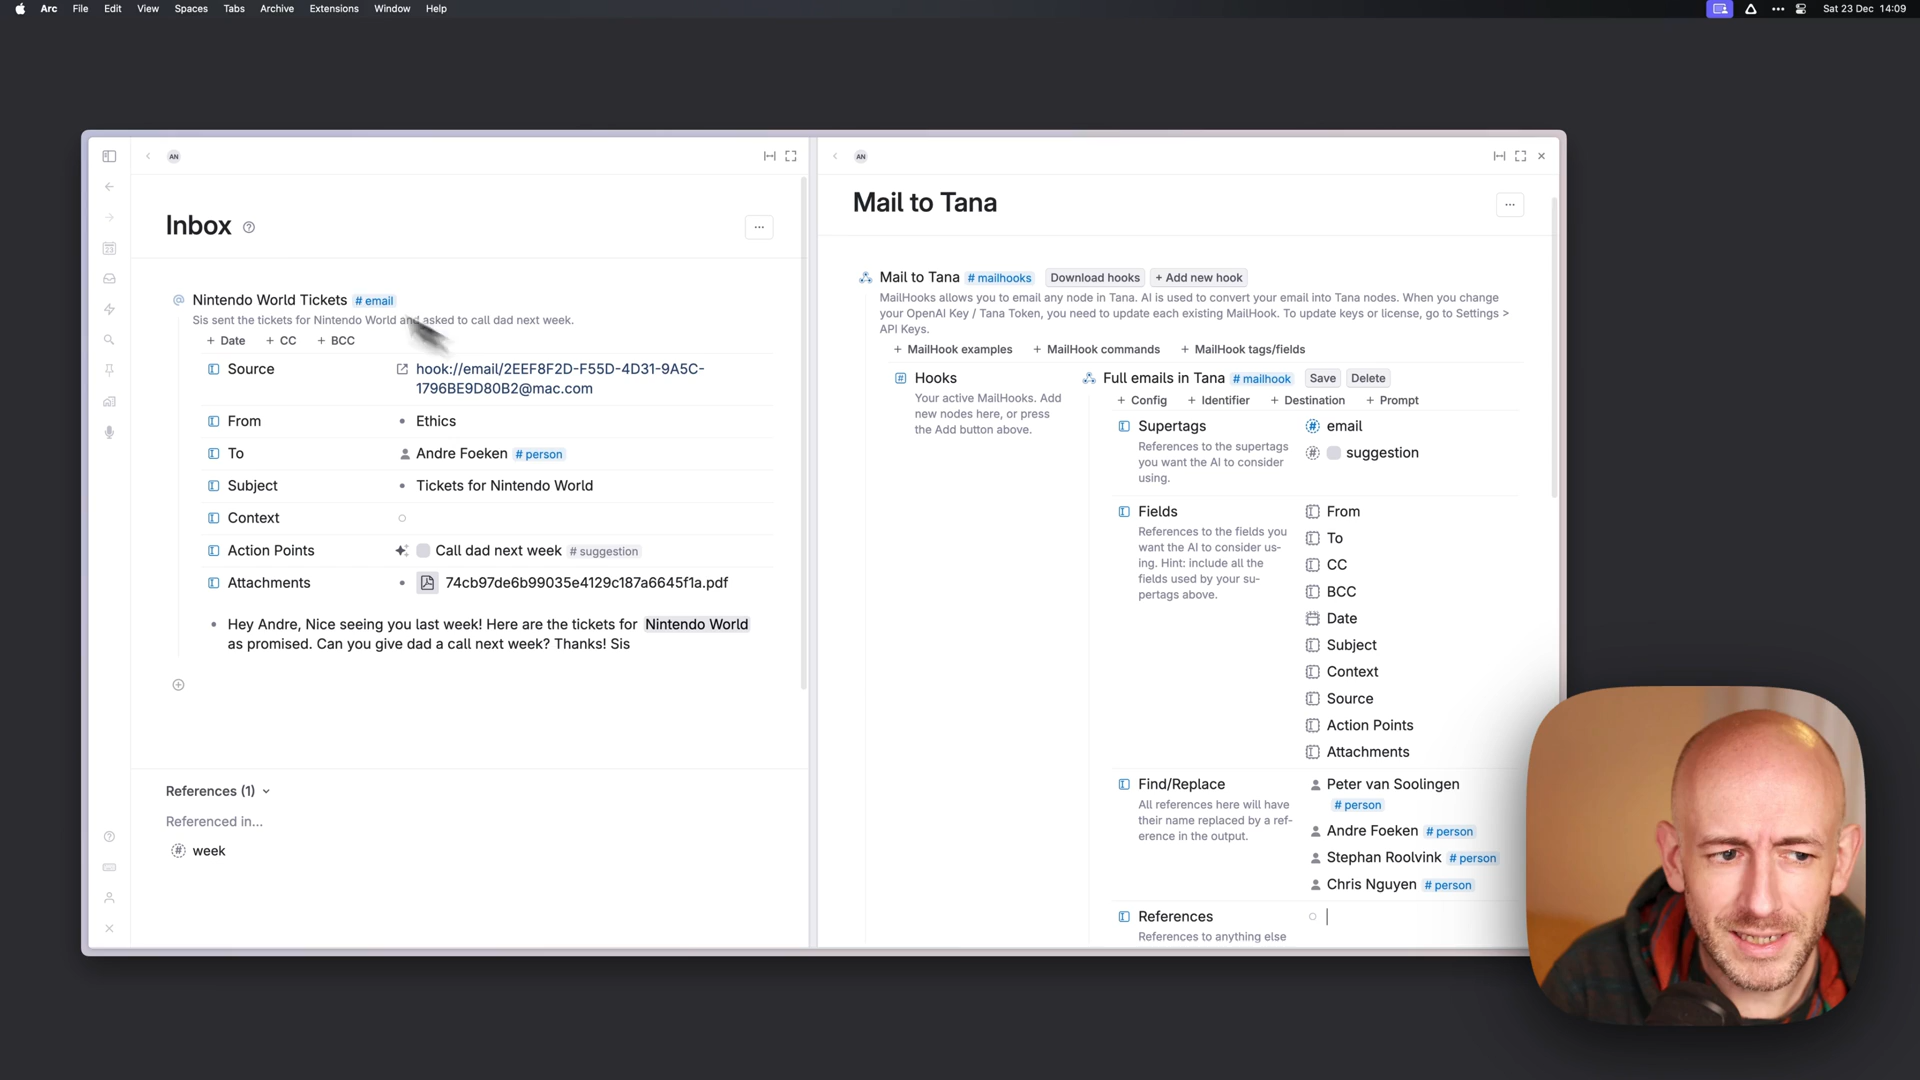 Arc File Edit View Spaces Tabs Archive Extensions Window Help
Sat 23 Dec 14:09
AN
Inbox
...
Nintendo World Tickets # email
Sis sent the tickets for Nintendo World and asked to call dad next week.
+ Date + CC + BCC
Source
hook://email/2EEF8F2D-F55D-4D31-9A5C-
1796BE9D80B2@mac.com
From
Ethics
To
Andre Foeken # person
Subject
Tickets for Nintendo World
Context
Action Points
Call dad next week # suggestion
Attachments
74cb97de6b99035e4129c187a6645f1a.pdf
Hey Andre, Nice seeing you last week! Here are the tickets for Nintendo World
as promised. Can you give dad a call next week? Thanks! Sis
References (1)
Referenced in...
week
23
AN
Mail to Tana
...
Mail to Tana # mailhooks Download hooks + Add new hook
MailHooks allows you to email any node in Tana. AI is used to convert your email into Tana nodes. When you change
your OpenAI Key / Tana Token, you need to update each existing MailHook. To update keys or license, go to Settings >
API Keys.
+ MailHook examples + MailHook commands + MailHook tags/fields
Hooks
Your active MailHooks. Add
new nodes here, or press
the Add button above.
Full emails in Tana # mailhook Save Delete
+ Config + Identifier + Destination + Prompt
Supertags
References to the supertags
you want the AI to consider
using.
email
suggestion
Fields
References to the fields you
want the AI to consider us-
ing. Hint: include all the
fields used by your su-
pertags above.
From
To
CC
BCC
Date
Subject
Context
Source
Action Points
Attachments
Find/Replace
All references here will have
their name replaced by a ref-
erence in the output.
Peter van Soolingen
# person
Andre Foeken # person
Stephan Roolvink # person
Chris Nguyen # person
References
References to anything else